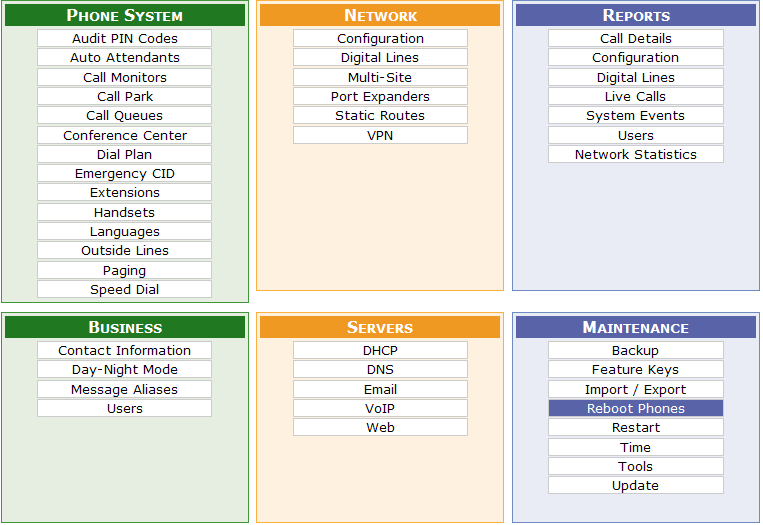 PHONE SYSTEM
Audit PIN Codes
Auto Attendants
Call Monitors
Call Park
Call Queues
Conference Center
Dial Plan
Emergency CID
Extensions
Handsets
Languages
Outside Lines
Paging
Speed Dial
NETWORK
Configuration
Digital Lines
Multi-Site
Port Expanders
Static Routes
VPN
REPORTS
Call Details
Configuration
Digital Lines
Live Calls
System Events
Users
Network Statistics
BUSINESS
Contact Information
Day-Night Mode
Message Aliases
Users
SERVERS
DHCP
DNS
Email
VoIP
Web
MAINTENANCE
Backup
Feature Keys
Import / Export
Reboot Phones
Restart
Time
Tools
Update